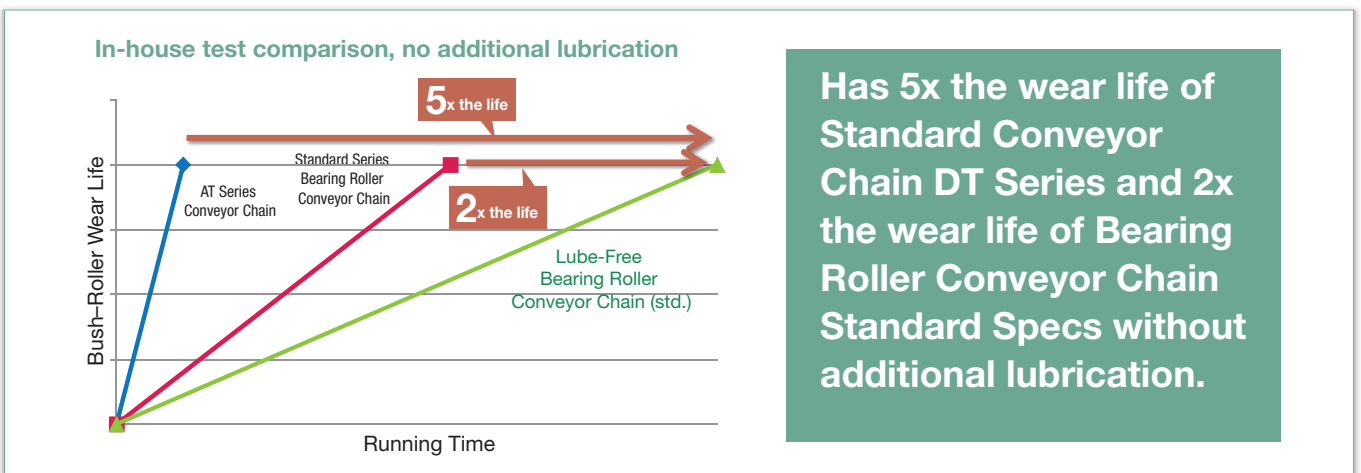 In-house test comparison, no additional lubrication
5x the life
Standard Series
Bearing Roller
Conveyor Chain
AT Series
Conveyor Chain
2x the life
Lube-Free
Bearing Roller
Conveyor Chain (std.)
Bush–Roller Wear Life
Running Time
Has 5x the wear life of
Standard Conveyor
Chain DT Series and 2x
the wear life of Bearing
Roller Conveyor Chain
Standard Specs without
additional lubrication.